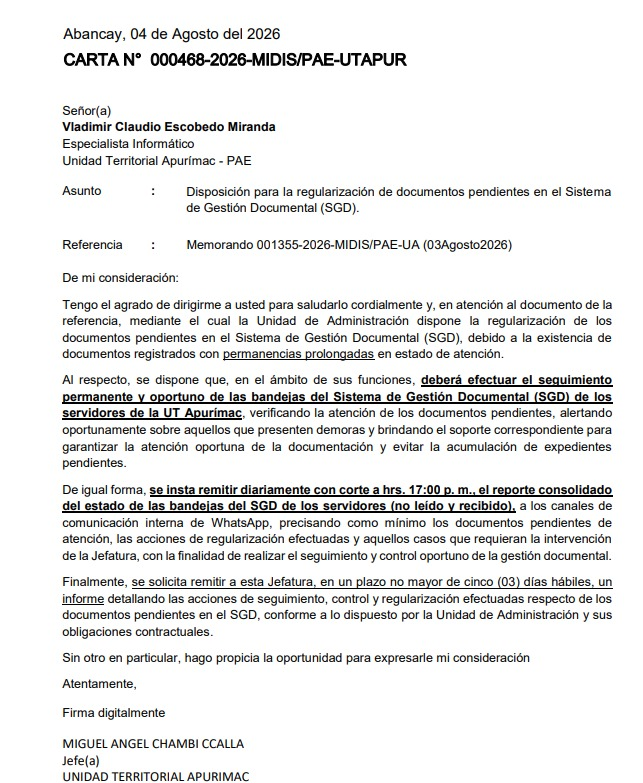 Abancay, 04 de Agosto del 2026
CARTA N° 000468-2026-MIDIS/PAE-UTAPUR
Señor(a)
Vladimir Claudio Escobedo Miranda
Especialista Informático
Unidad Territorial Apurímac - PAE
Asunto : Disposición para la regularización de documentos pendientes en el Sistema
de Gestión Documental (SGD).
Referencia : Memorando 001355-2026-MIDIS/PAE-UA (03Agosto2026)
De mi consideración:
Tengo el agrado de dirigirme a usted para saludarlo cordialmente y, en atención al documento de la
referencia, mediante el cual la Unidad de Administración dispone la regularización de los
documentos pendientes en el Sistema de Gestión Documental (SGD), debido a la existencia de
documentos registrados con permanencias prolongadas en estado de atención.
Al respecto, se dispone que, en el ámbito de sus funciones, deberá efectuar el seguimiento
permanente y oportuno de las bandejas del Sistema de Gestión Documental (SGD) de los
servidores de la UT Apurímac, verificando la atención de los documentos pendientes, alertando
oportunamente sobre aquellos que presenten demoras y brindando el soporte correspondiente para
garantizar la atención oportuna de la documentación y evitar la acumulación de expedientes
pendientes.
De igual forma, se insta remitir diariamente con corte a hrs. 17:00 p. m., el reporte consolidado
del estado de las bandejas del SGD de los servidores (no leído y recibido), a los canales de
comunicación interna de WhatsApp, precisando como mínimo los documentos pendientes de
atención, las acciones de regularización efectuadas y aquellos casos que requieran la intervención
de la Jefatura, con la finalidad de realizar el seguimiento y control oportuno de la gestión documental.
Finalmente, se solicita remitir a esta Jefatura, en un plazo no mayor de cinco (03) días hábiles, un
informe detallando las acciones de seguimiento, control y regularización efectuadas respecto de los
documentos pendientes en el SGD, conforme a lo dispuesto por la Unidad de Administración y sus
obligaciones contractuales.
Sin otro en particular, hago propicia la oportunidad para expresarle mi consideración
Atentamente,
Firma digitalmente
MIGUEL ANGEL CHAMBI CCALLA
Jefe(a)
UNIDAD TERRITORIAL APURIMAC